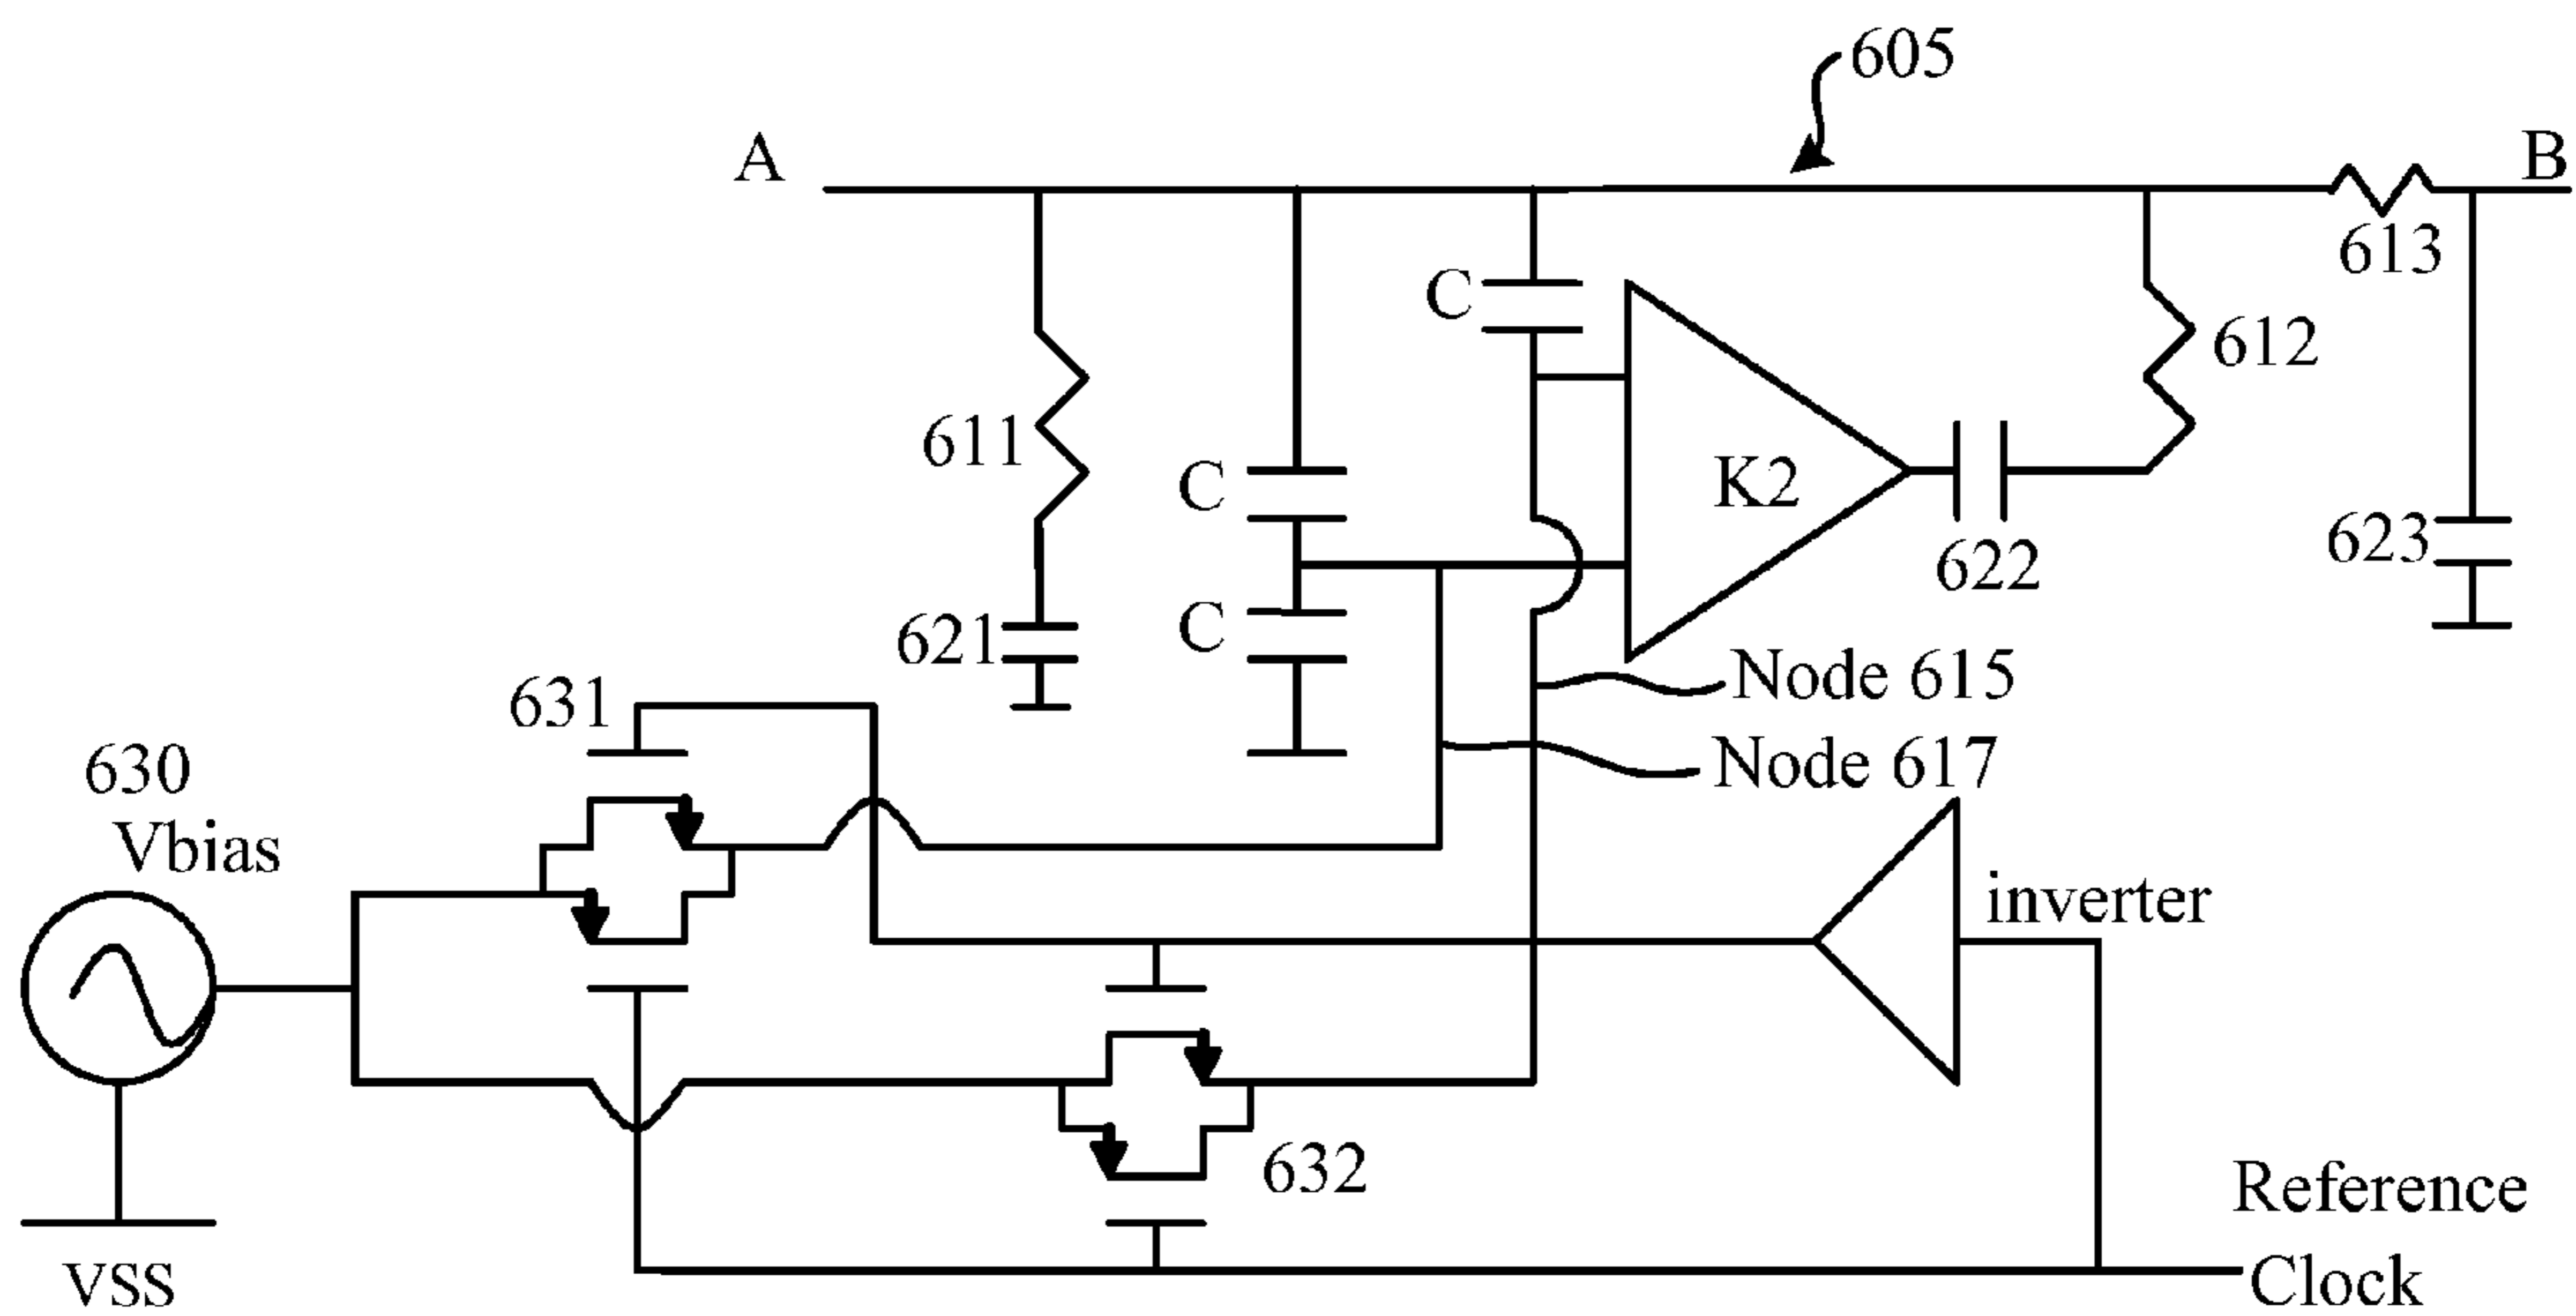 605
A
B
613
C
612
611
C
K2
623
622
621
C
Node 615
631
Node 617
630
Vbias
inverter
632
Reference
Clock
VSS